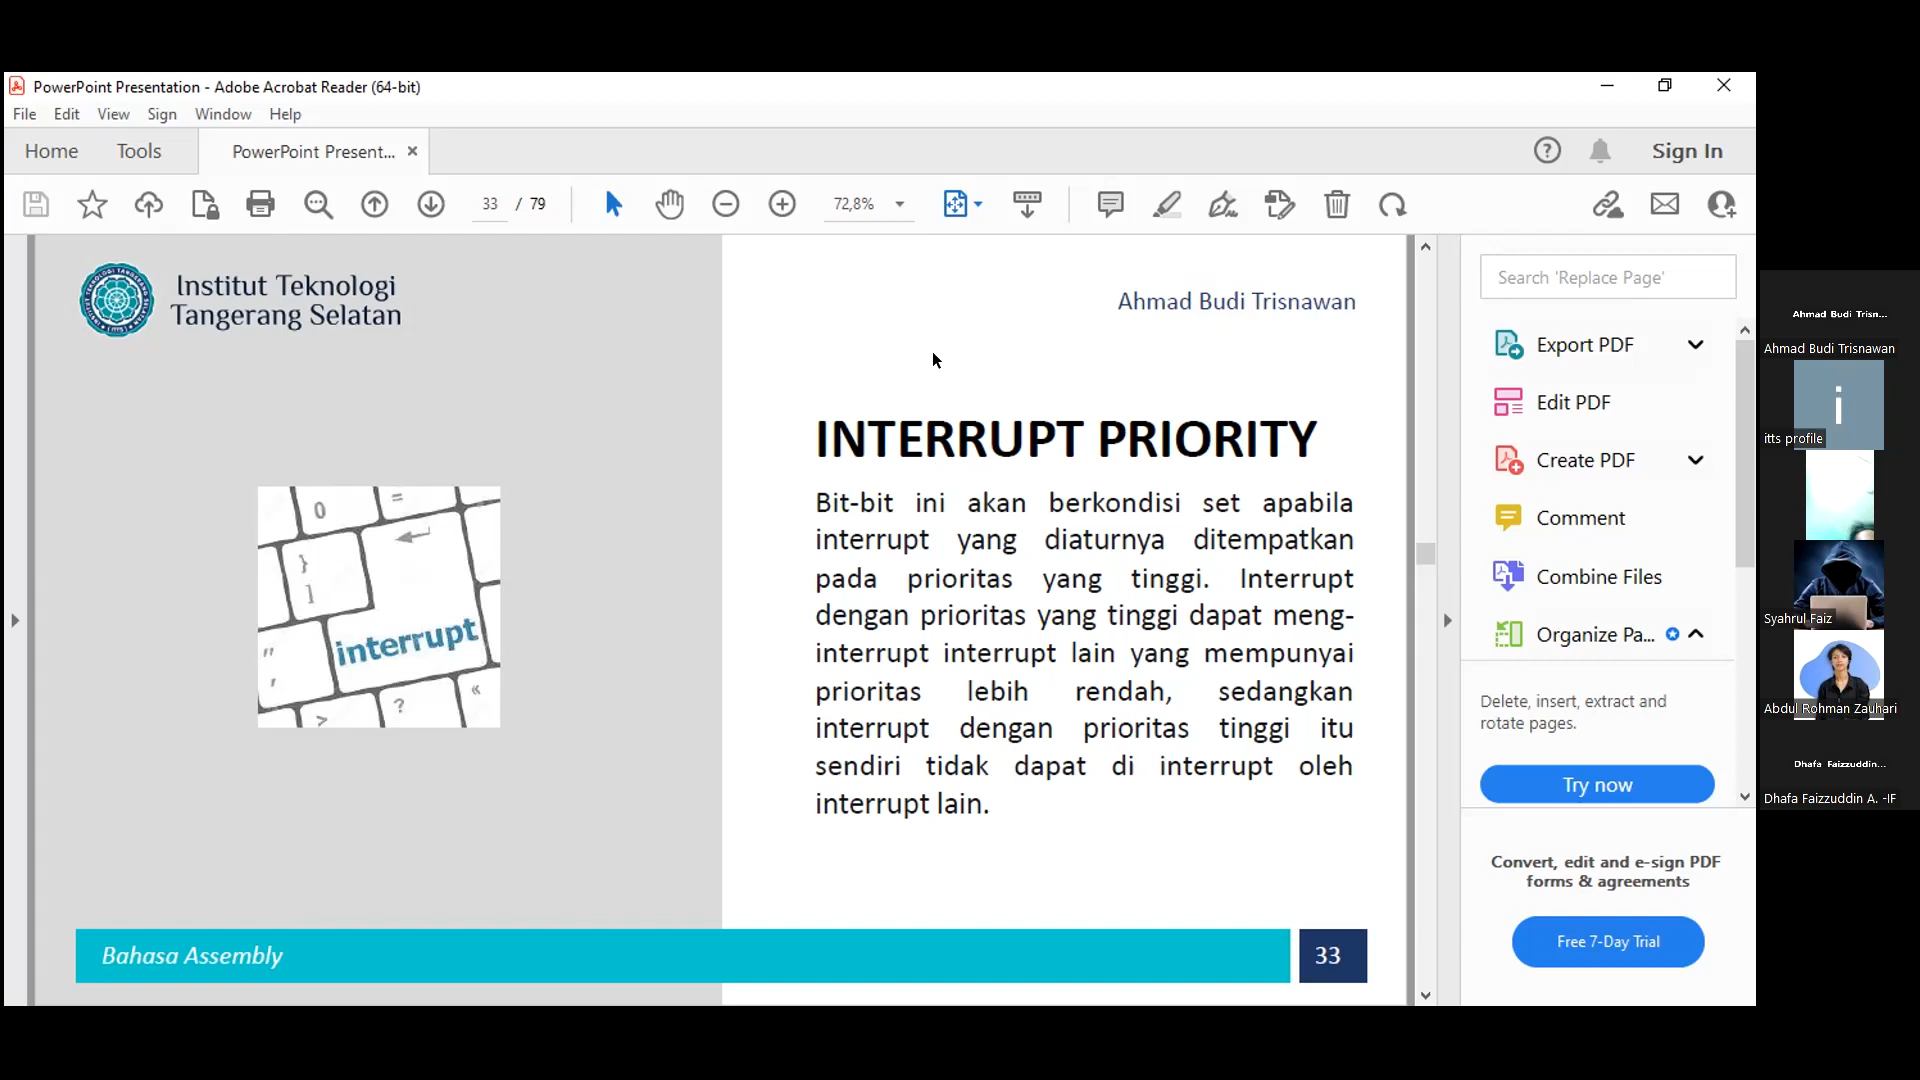 PowerPoint Presentation - Adobe Acrobat Reader (64-bit)
File Edit View Sign Window Help
Home Tools PowerPoint Present... Sign In
33 / 79 72,8%
Institut Teknologi
Tangerang Selatan
Ahmad Budi Trisnawan
INTERRUPT PRIORITY
Bit-bit ini akan berkondisi set apabila
interrupt yang diaturnya ditempatkan
pada prioritas yang tinggi. Interrupt
dengan prioritas yang tinggi dapat meng-
interrupt interrupt lain yang mempunyai
prioritas lebih rendah, sedangkan
interrupt dengan prioritas tinggi itu
sendiri tidak dapat di interrupt oleh
interrupt lain.
0 =
}
]
interrupt
"
,
> ? «
Bahasa Assembly
33
Search 'Replace Page'
Export PDF
Edit PDF
Create PDF
Comment
Combine Files
Organize Pa...
Delete, insert, extract and
rotate pages.
Try now
Convert, edit and e-sign PDF
forms & agreements
Free 7-Day Trial
Ahmad Budi Trisn...
Ahmad Budi Trisnawan
i
itts profile
Syahrul Faiz
Abdul Rohman Zauhari
Dhafa Faizzuddin...
Dhafa Faizzuddin A. -IF